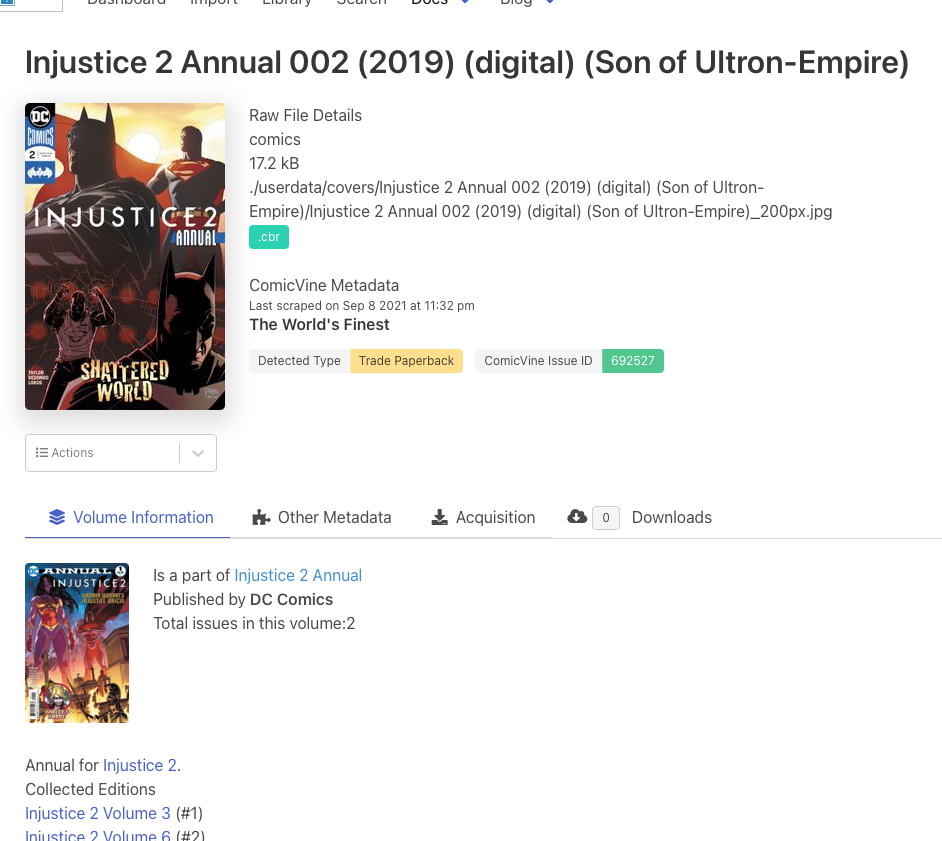 Dashboard Import Library Search Docs Blog
Injustice 2 Annual 002 (2019) (digital) (Son of Ultron-Empire)
DC
COMICS
2
INJUSTICE 2
ANNUAL
TAYLOR
REDONDO
LOKUS
SHATTERED
WORLD
Raw File Details
comics
17.2 kB
./userdata/covers/Injustice 2 Annual 002 (2019) (digital) (Son of Ultron-
Empire)/Injustice 2 Annual 002 (2019) (digital) (Son of Ultron-Empire)_200px.jpg
.cbr
ComicVine Metadata
Last scraped on Sep 8 2021 at 11:32 pm
The World's Finest
Detected Type Trade Paperback ComicVine Issue ID 692527
Actions
Volume Information Other Metadata Acquisition 0 Downloads
DC ANNUAL 1
INJUSTICE 2
Is a part of Injustice 2 Annual
Published by DC Comics
Total issues in this volume:2
Annual for Injustice 2.
Collected Editions
Injustice 2 Volume 3 (#1)
Injustice 2 Volume 6 (#2)